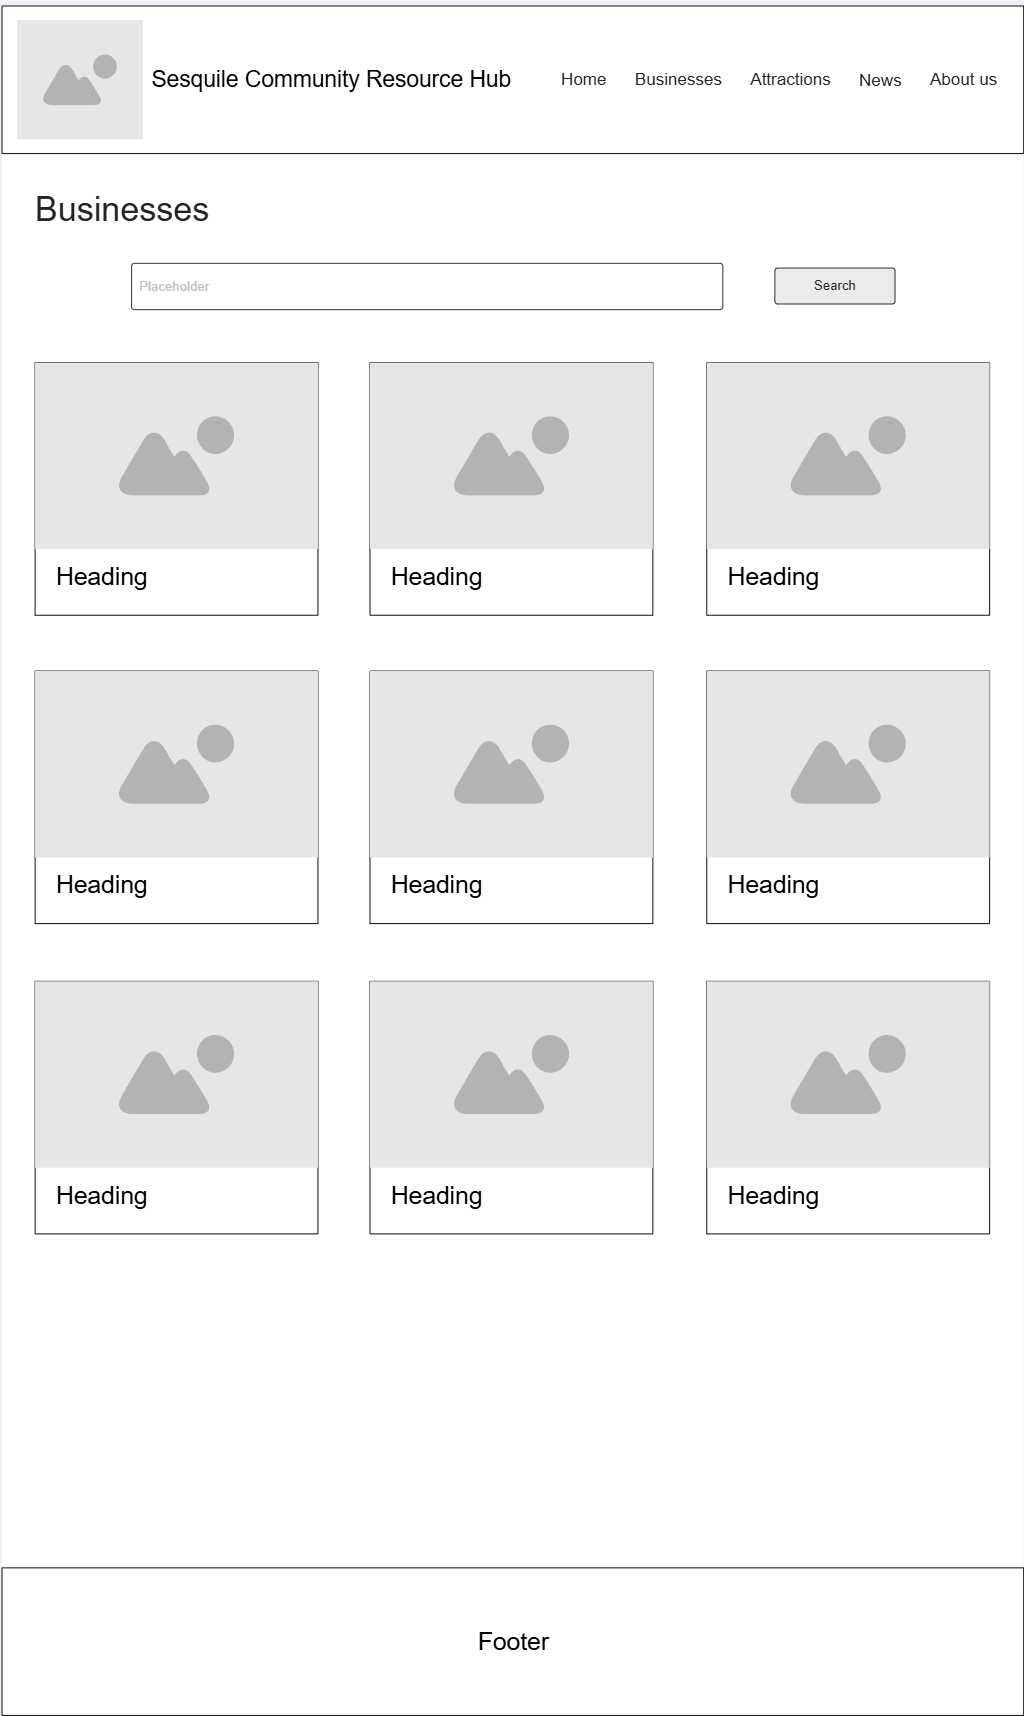 Sesquile Community Resource Hub
Home Businesses Attractions News About us
Businesses
Placeholder
Search
Heading Heading Heading
Heading Heading Heading
Heading Heading Heading
Footer